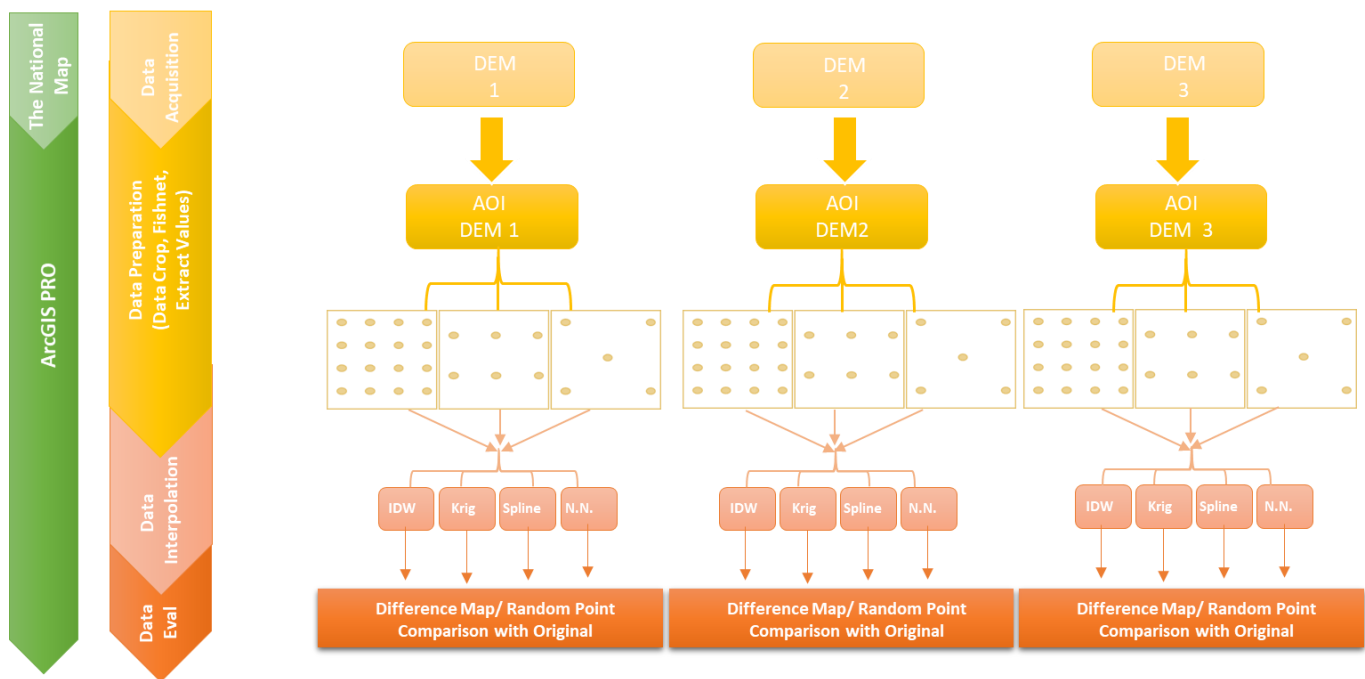 The National
Map
ArcGIS PRO
Data
Acquisition
Data Preparation
(Data Crop, Fishnet,
Extract Values)
Data
Interpolation
Data
Eval
DEM
1
DEM
2
DEM
3
AOI
DEM 1
AOI
DEM2
AOI
DEM 3
IDW
Krig
Spline
N.N.
IDW
Krig
Spline
N.N.
IDW
Krig
Spline
N.N.
Difference Map/ Random Point
Comparison with Original
Difference Map/ Random Point
Comparison with Original
Difference Map/ Random Point
Comparison with Original